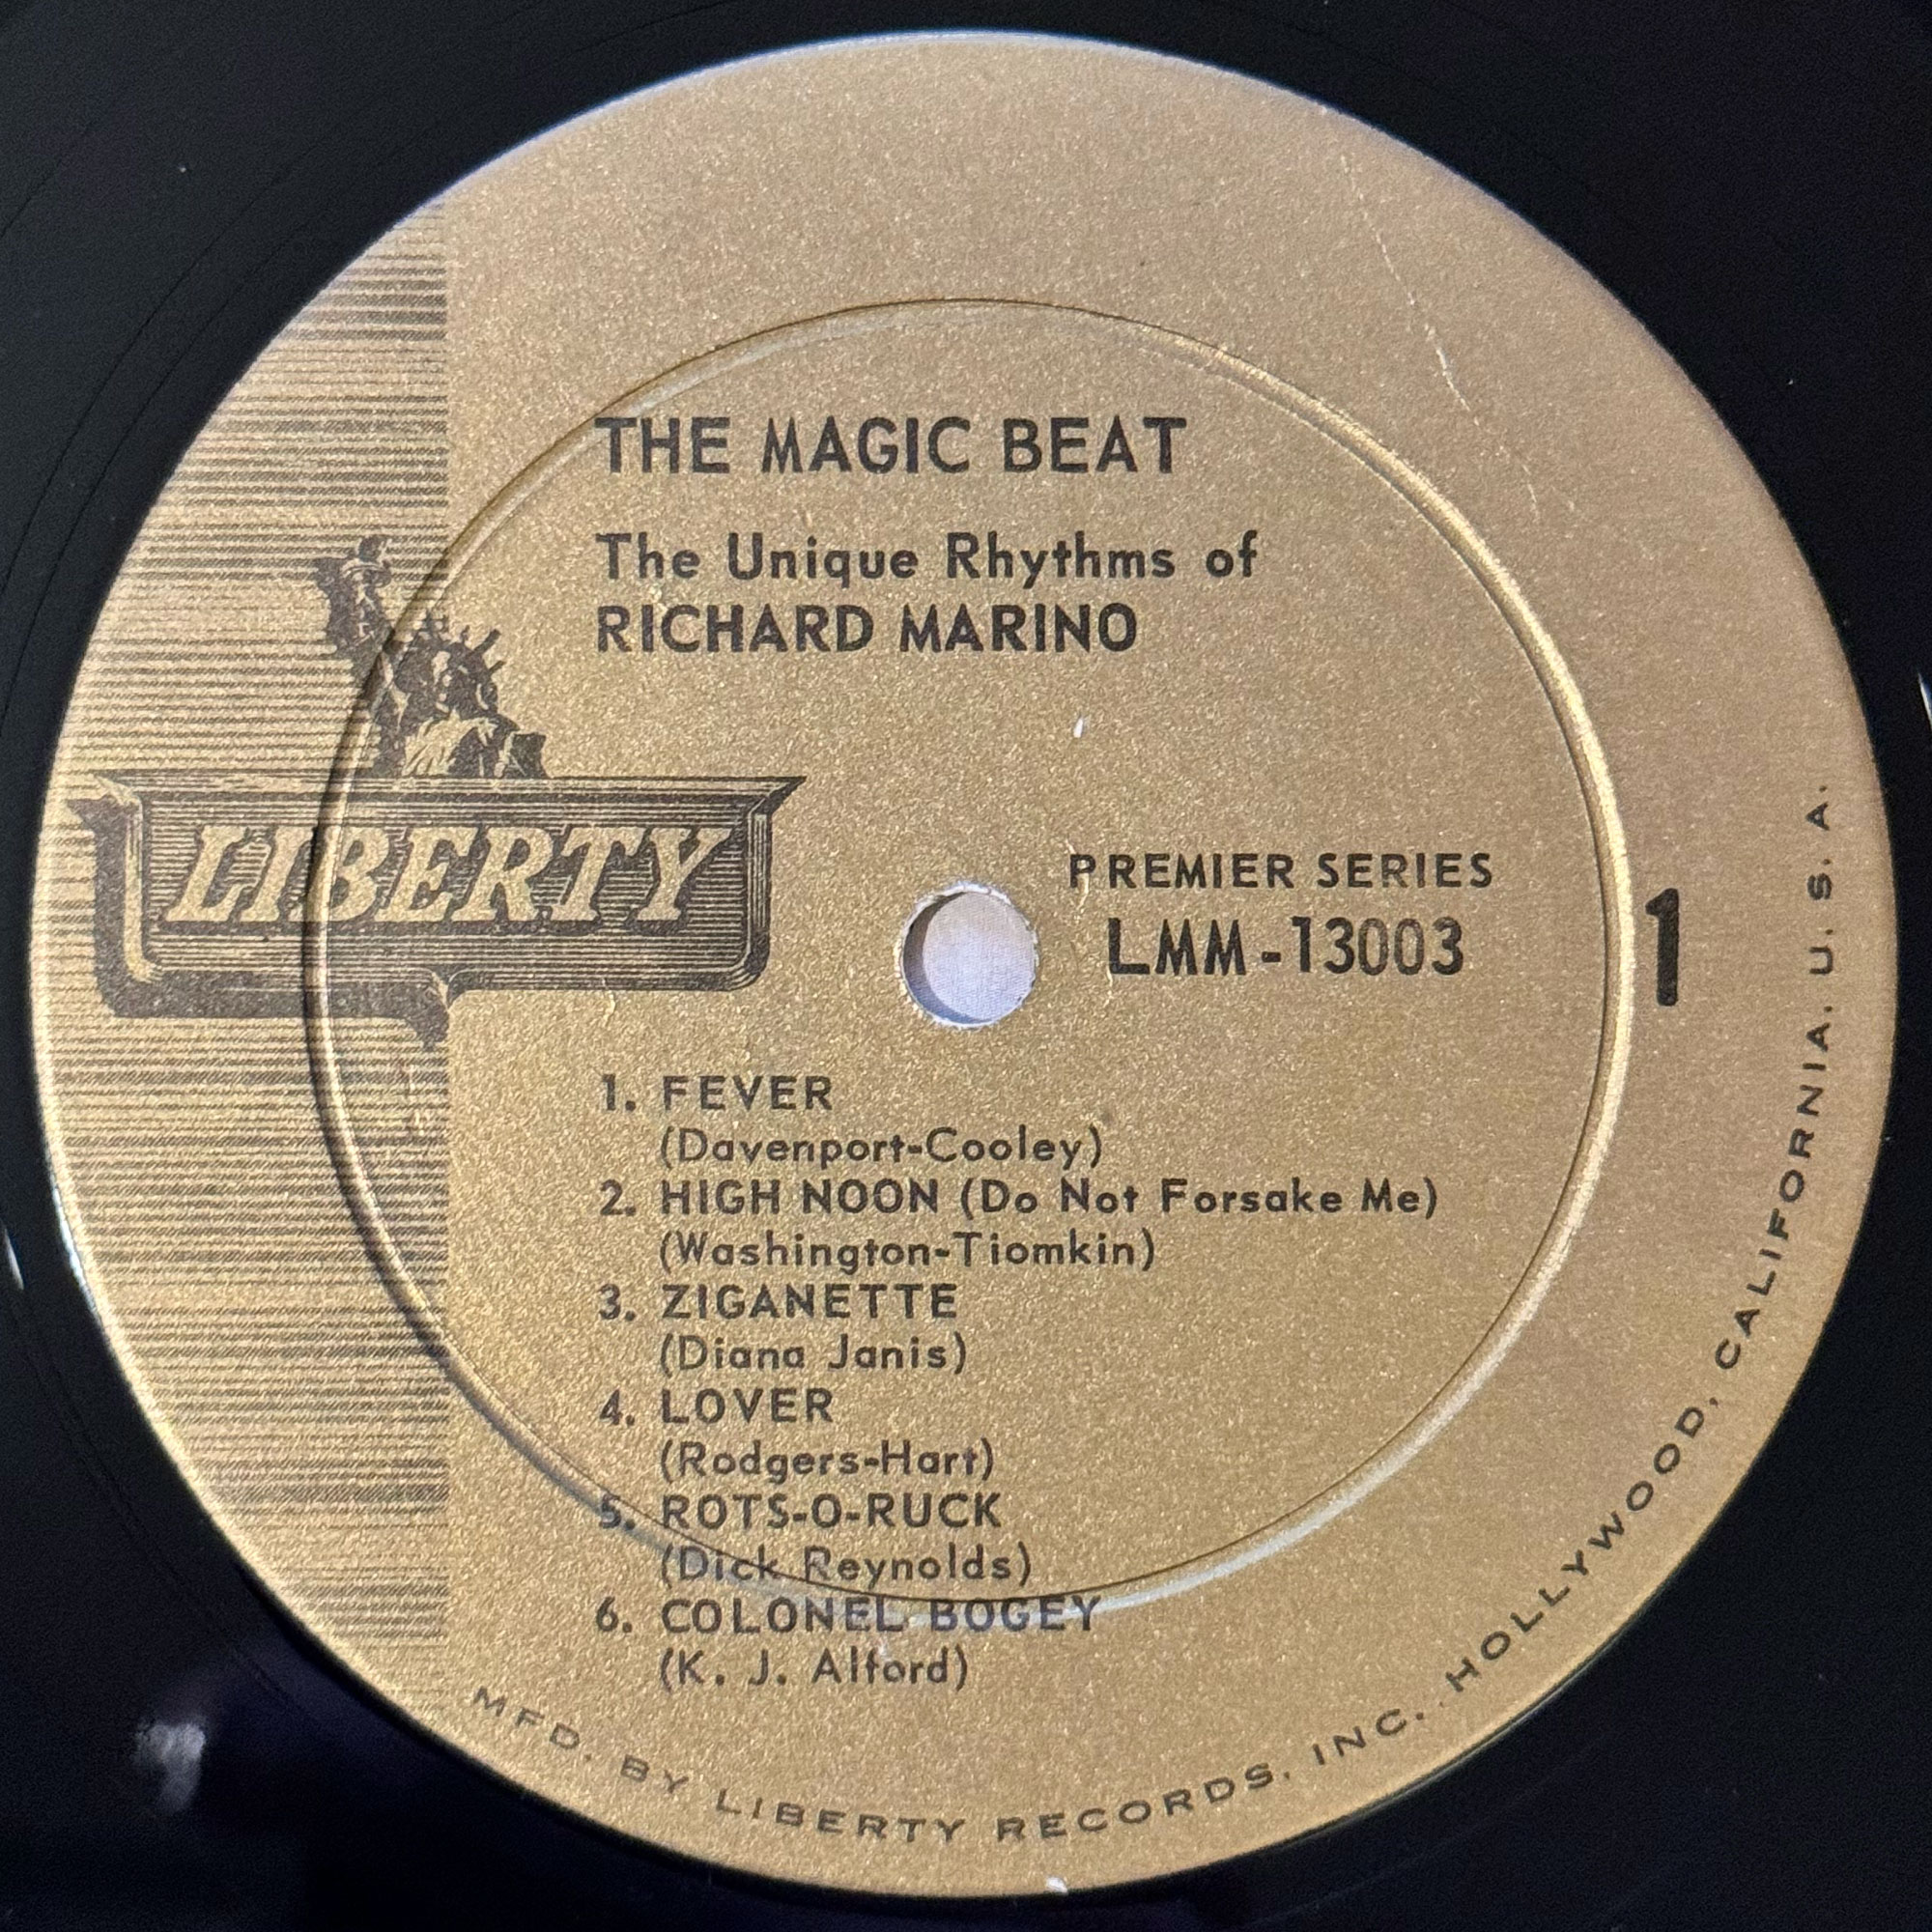 THE MAGIC BEAT
The Unique Rhythms of
RICHARD MARINO
LIBERTY
PREMIER SERIES
LMM-13003
1
1. FEVER
(Davenport-Cooley)
2. HIGH NOON (Do Not Forsake Me)
(Washington-Tiomkin)
3. ZIGANETTE
(Diana Janis)
4. LOVER
(Rodgers-Hart)
5. ROTS-O-RUCK
(Dick Reynolds)
6. COLONEL BOGEY
(K. J. Alford)
MFD. BY LIBERTY RECORDS, INC. HOLLYWOOD, CALIFORNIA, U. S. A.